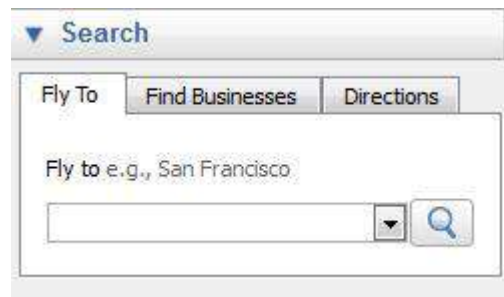 Search
Fly To Find Businesses Directions
Fly to e.g., San Francisco